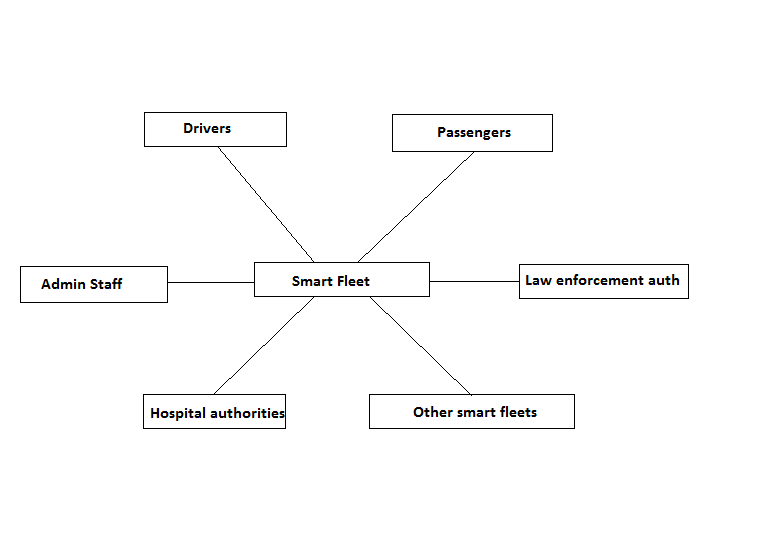 Drivers
Passengers
Admin Staff
Smart Fleet
Law enforcement auth
Hospital authorities
Other smart fleets